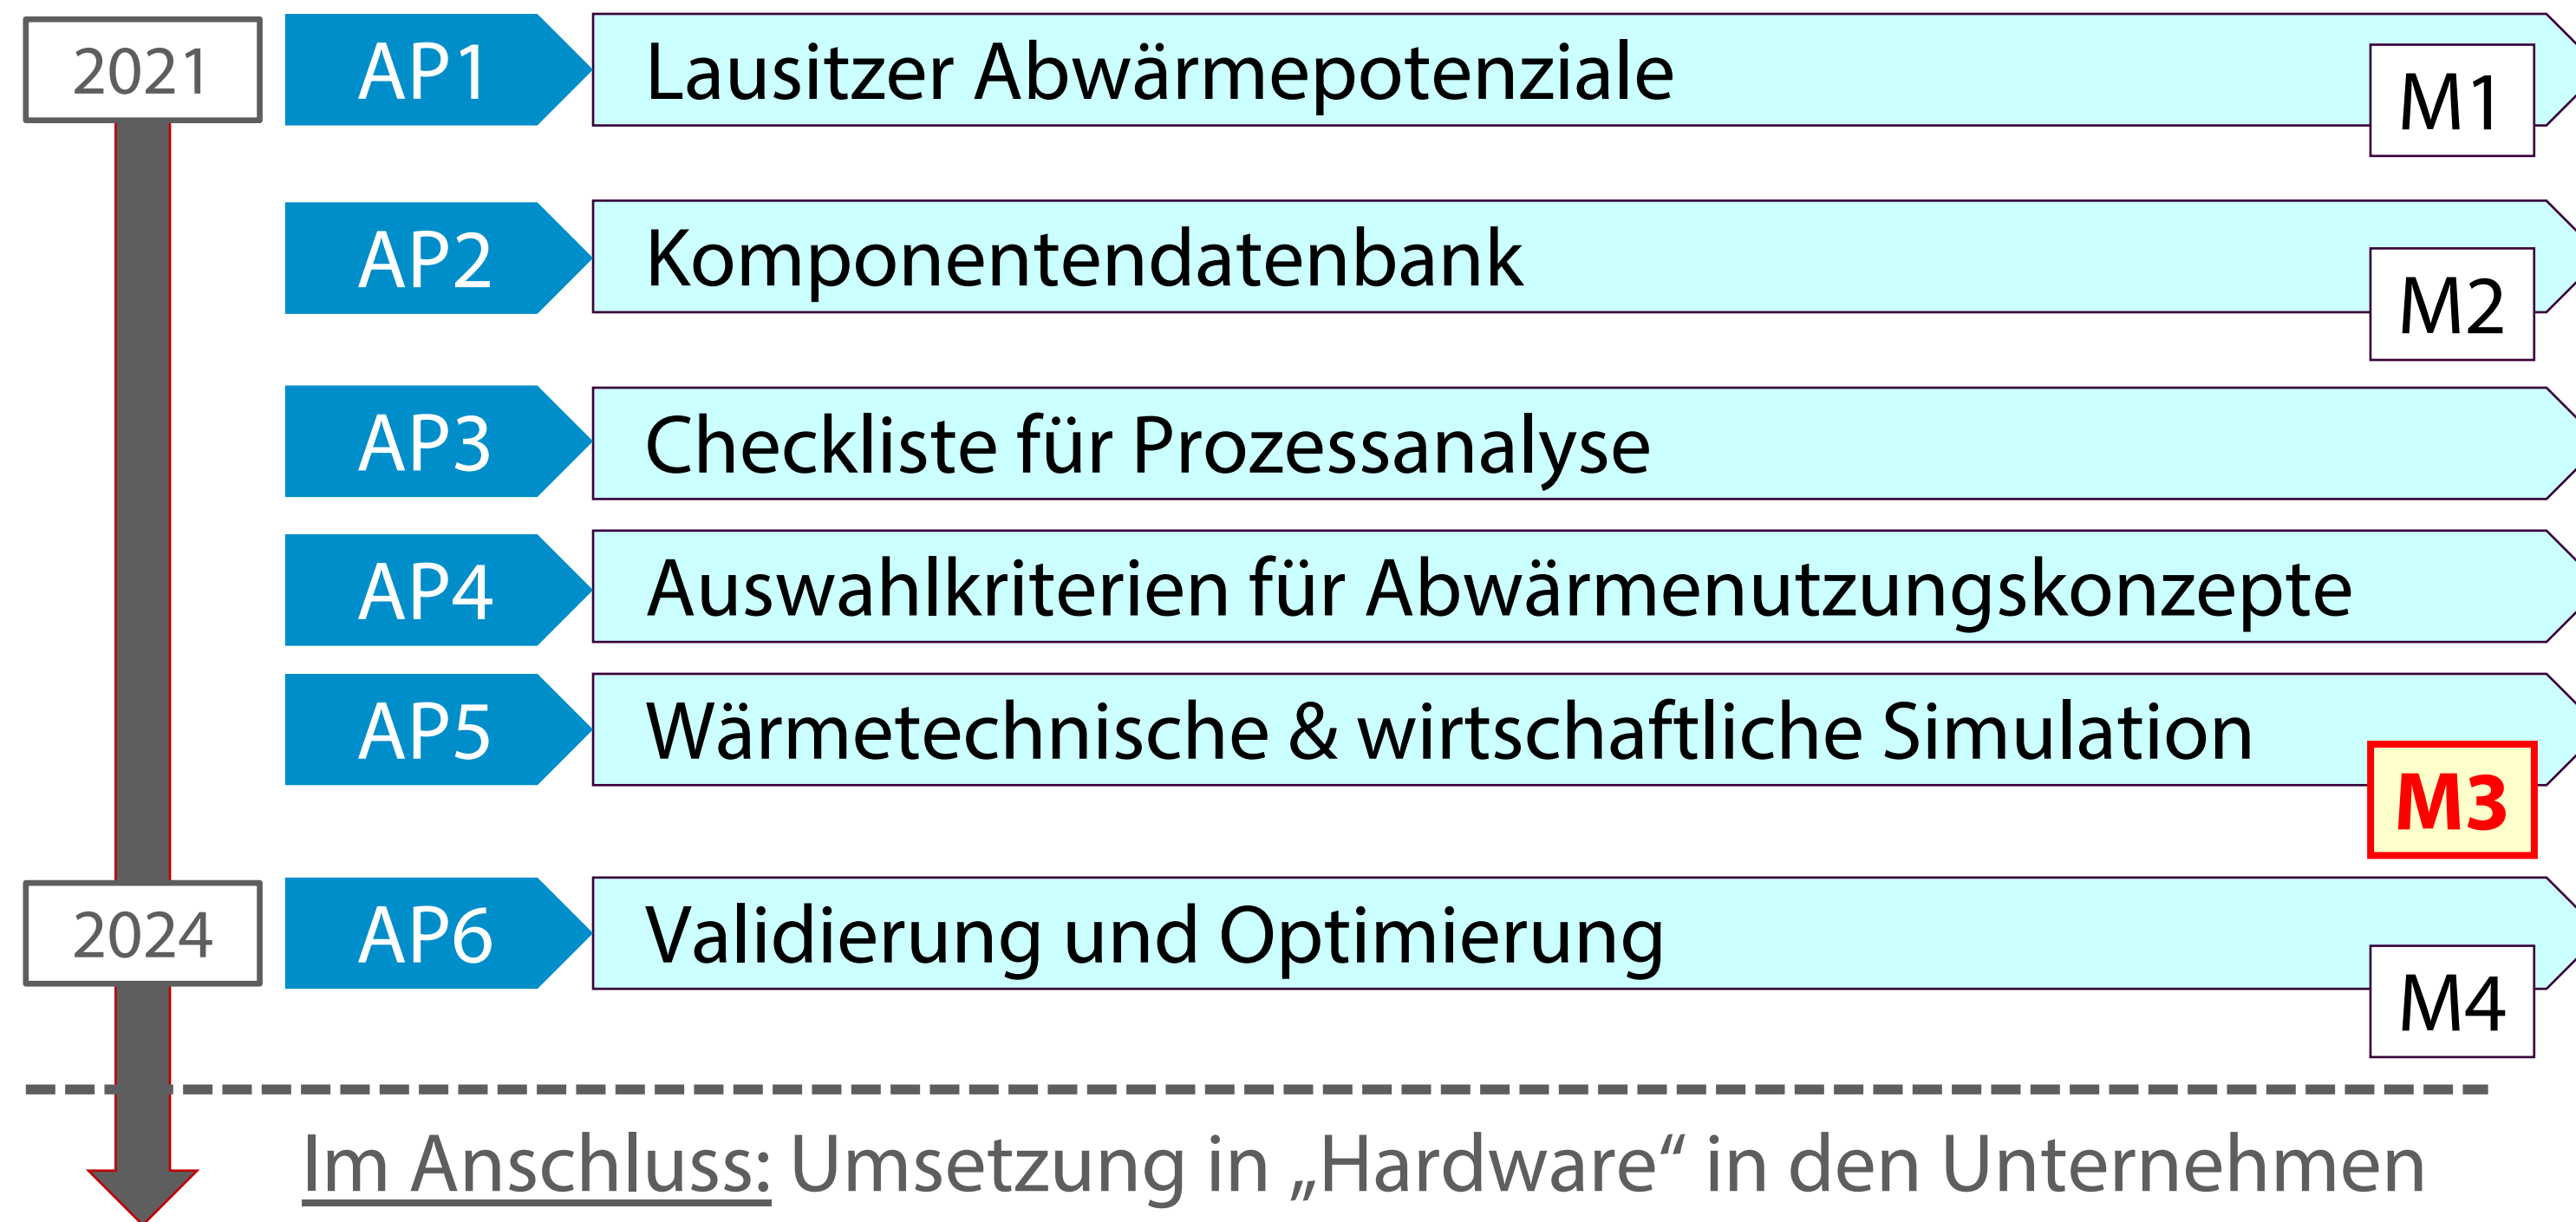 2021
AP1
Lausitzer Abwärmepotenziale
M1
AP2
Komponentendatenbank
M2
AP3
Checkliste für Prozessanalyse
AP4
Auswahlkriterien für Abwärmenutzungskonzepte
AP5
Wärmetechnische & wirtschaftliche Simulation
M3
2024
AP6
Validierung und Optimierung
M4
Im Anschluss: Umsetzung in „Hardware“ in den Unternehmen